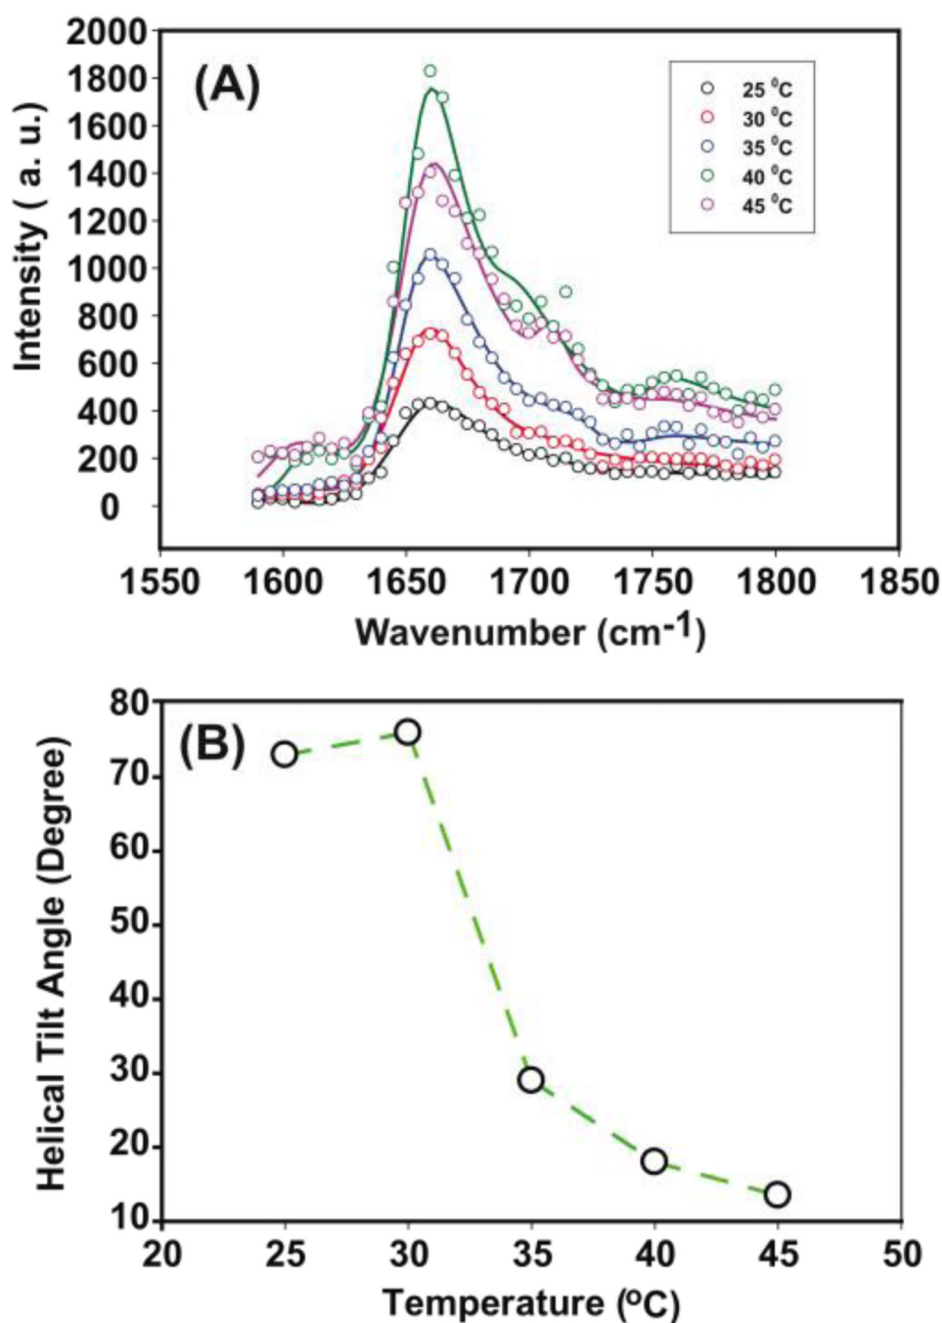 (A)
2000
1800
1600
1400
1200
1000
800
600
400
200
0
Intensity ( a. u.)
25 ⁰C
30 ⁰C
35 ⁰C
40 ⁰C
45 ⁰C
1550 1600 1650 1700 1750 1800 1850
Wavenumber (cm-1)
(B)
80
70
60
50
40
30
20
10
Helical Tilt Angle (Degree)
20 25 30 35 40 45 50
Temperature (ºC)